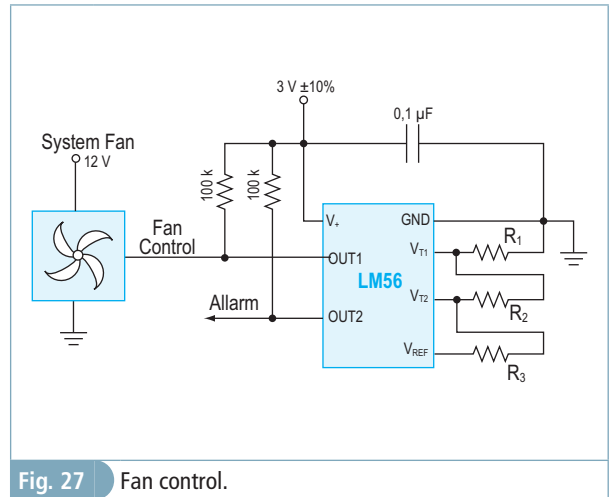 3 V ±10%
0,1 µF
System Fan
12 V
100 k
100 k
Fan
Control
V+
GND
R1
OUT1
VT1
LM56
Allarm
OUT2
VT2
R2
VREF
R3
Fig. 27 Fan control.